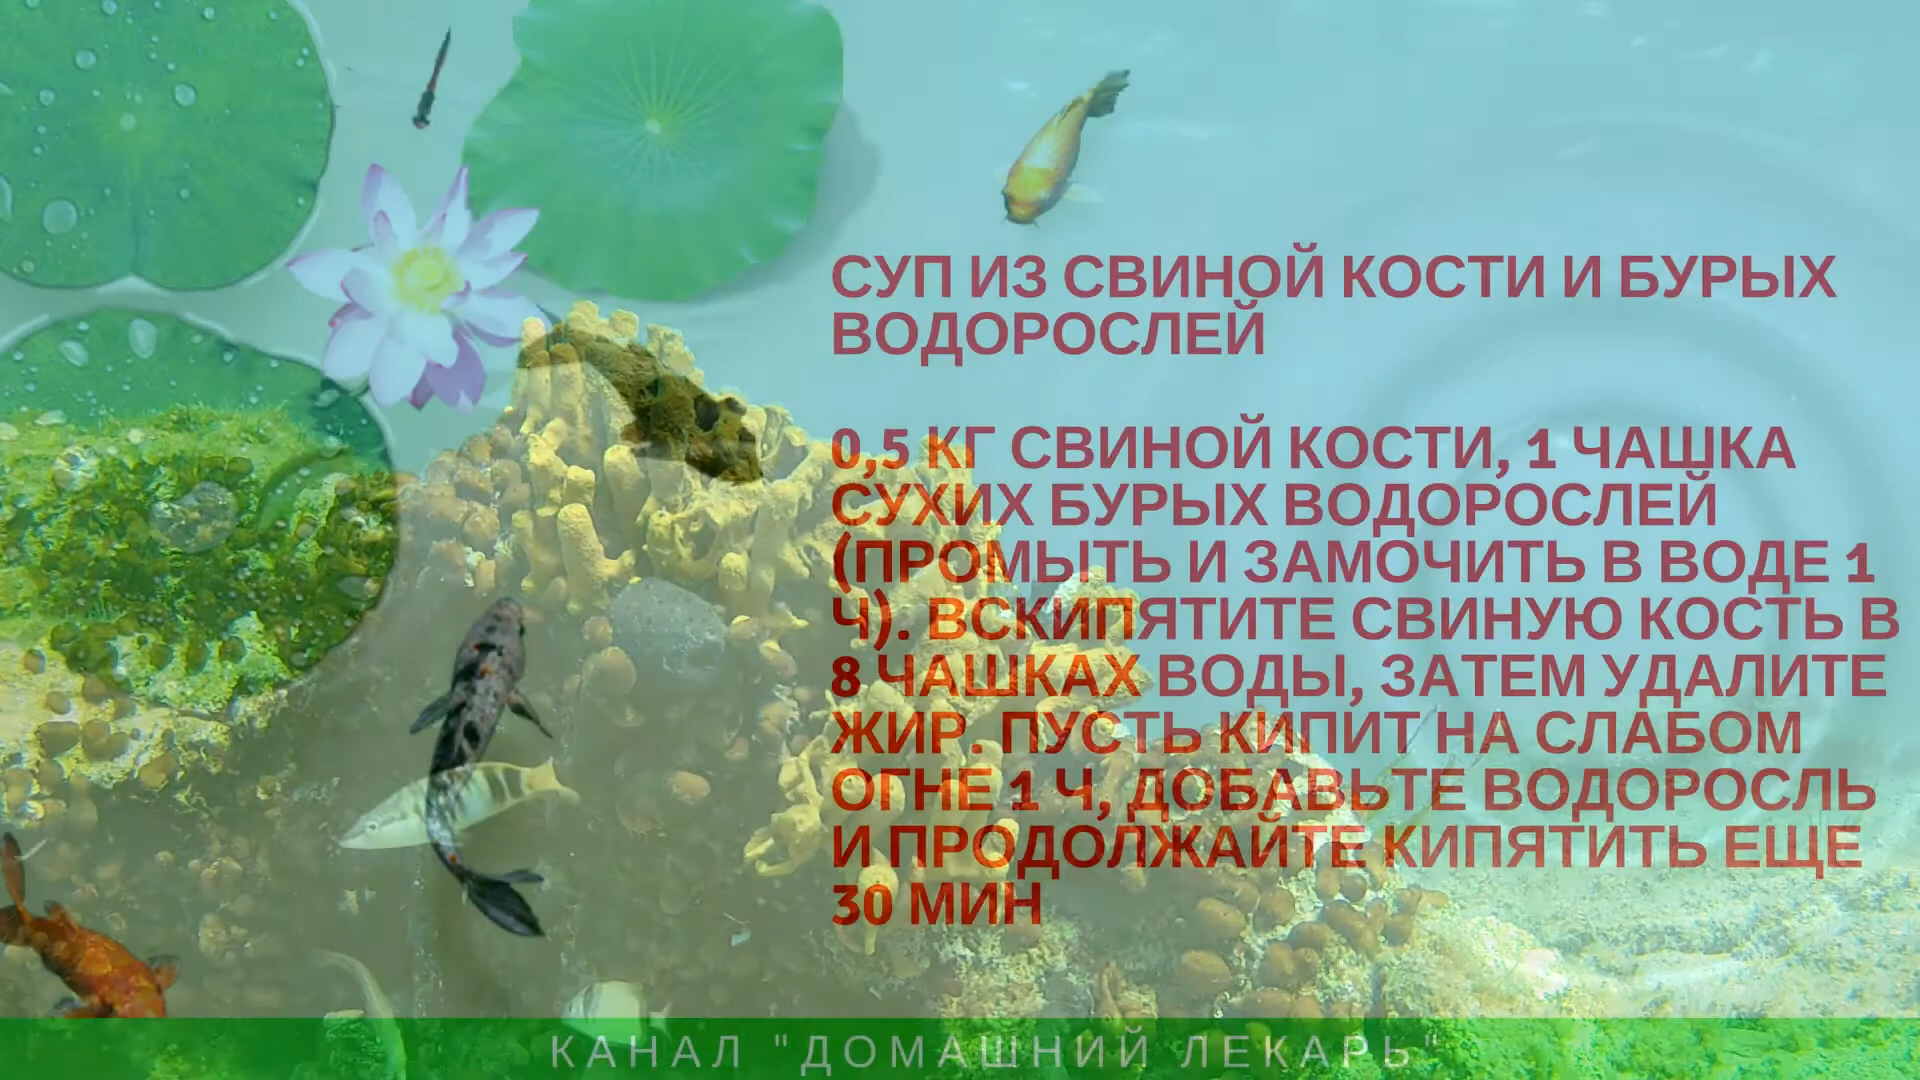 СУП ИЗ СВИНОЙ КОСТИ И БУРЫХ
ВОДОРОСЛЕЙ
0,5 КГ СВИНОЙ КОСТИ, 1 ЧАШКА
СУХИХ БУРЫХ ВОДОРОСЛЕЙ
(ПРОМЫТЬ И ЗАМОЧИТЬ В ВОДЕ 1
Ч). ВСКИПЯТИТЕ СВИНУЮ КОСТЬ В
8 ЧАШКАХ ВОДЫ, ЗАТЕМ УДАЛИТЕ
ЖИР. ПУСТЬ КИПИТ НА СЛАБОМ
ОГНЕ 1 Ч, ДОБАВЬТЕ ВОДОРОСЛЬ
И ПРОДОЛЖАЙТЕ КИПЯТИТЬ ЕЩЕ
30 МИН
КАНАЛ "ДОМАШНИЙ ЛЕКАРЬ"